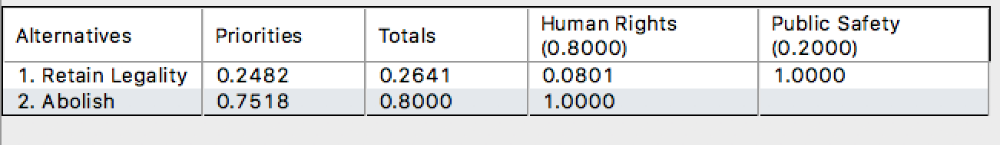 Alternatives Priorities Totals Human Rights (0.8000) Public Safety (0.2000)
1. Retain Legality 0.2482 0.2641 0.0801 1.0000
2. Abolish 0.7518 0.8000 1.0000